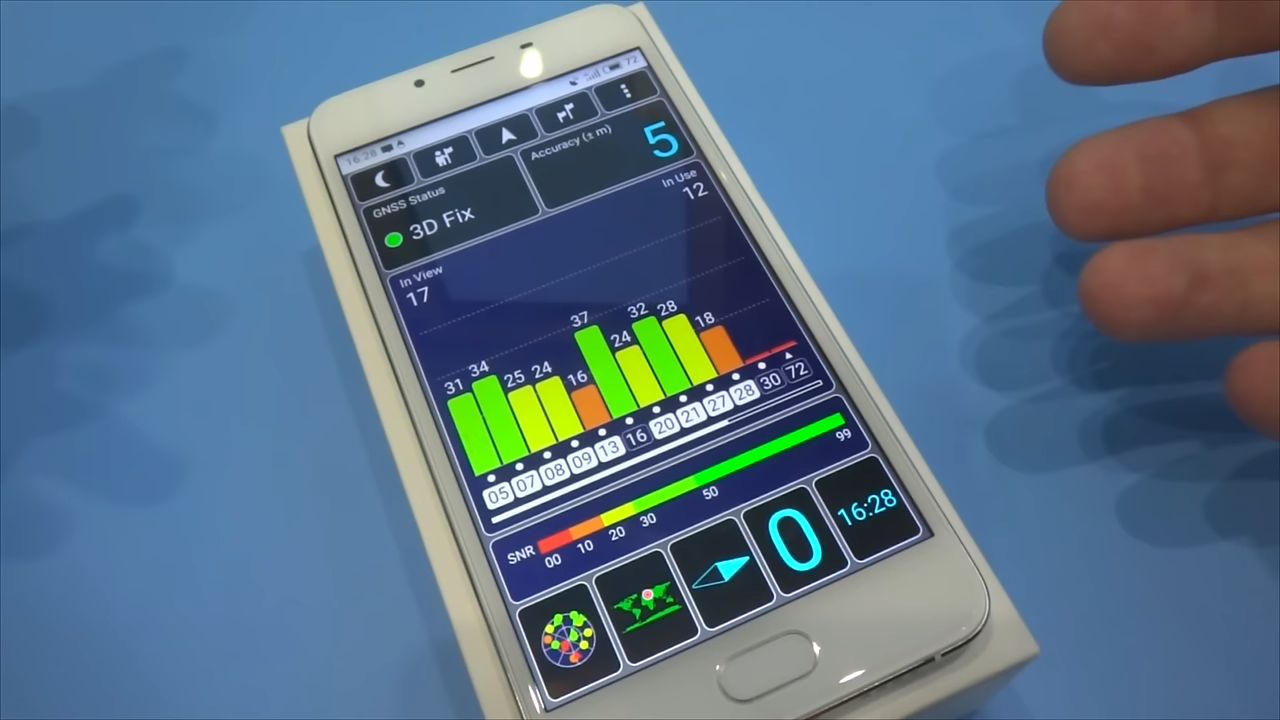 16:28
72
GNSS Status
3D Fix
Accuracy (± m)
5
In View
17
In Use
12
31 34 25 24 16 37 24 32 28 18
05 07 08 09 13 16 20 21 27 28 30 72
SNR
00 10 20 30 50 99
0
16:28